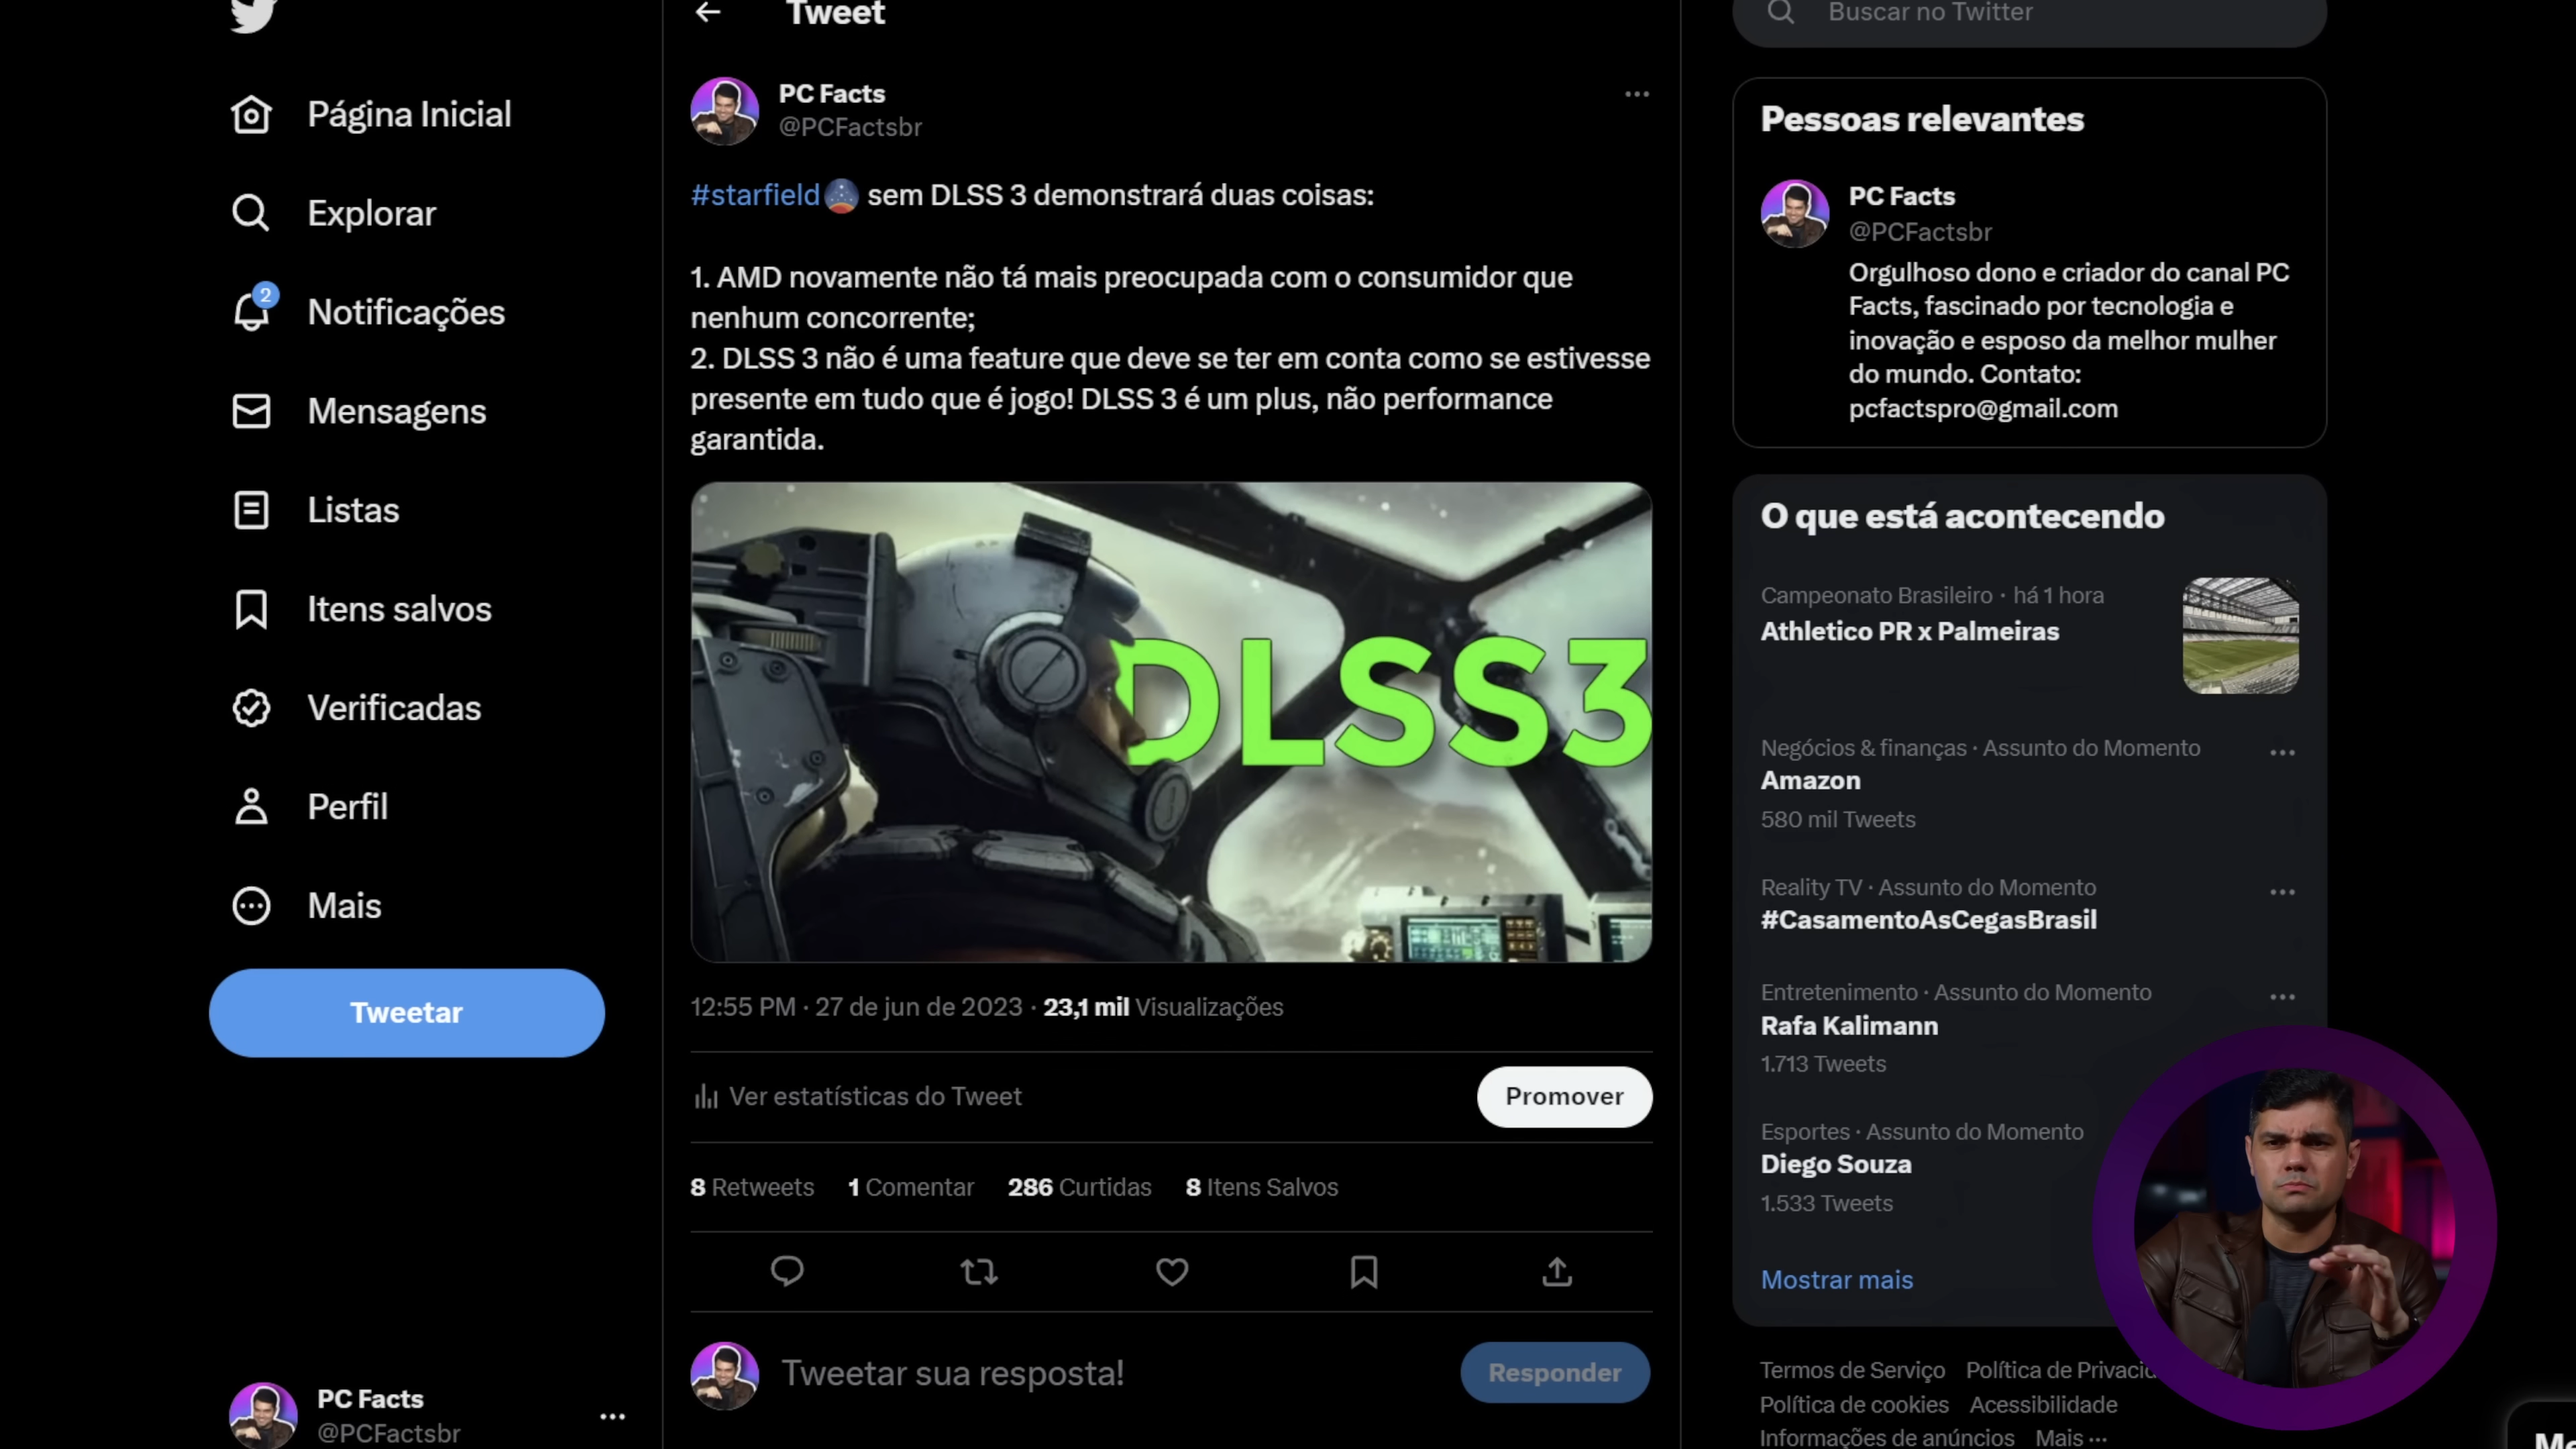 Tweet
Buscar no Twitter
Página Inicial
Explorar
2
Notificações
Mensagens
Listas
Itens salvos
Verificadas
Perfil
Mais
Tweetar
PC Facts
@PCFactsbr
PC Facts
@PCFactsbr
#starfield sem DLSS 3 demonstrará duas coisas:
1. AMD novamente não tá mais preocupada com o consumidor que
nenhum concorrente;
2. DLSS 3 não é uma feature que deve se ter em conta como se estivesse
presente em tudo que é jogo! DLSS 3 é um plus, não performance
garantida.
DLSS3
12:55 PM · 27 de jun de 2023 · 23,1 mil Visualizações
Ver estatísticas do Tweet
Promover
8 Retweets 1 Comentar 286 Curtidas 8 Itens Salvos
Tweetar sua resposta!
Responder
Pessoas relevantes
PC Facts
@PCFactsbr
Orgulhoso dono e criador do canal PC
Facts, fascinado por tecnologia e
inovação e esposo da melhor mulher
do mundo. Contato:
pcfactspro@gmail.com
O que está acontecendo
Campeonato Brasileiro · há 1 hora
Athletico PR x Palmeiras
Negócios & finanças · Assunto do Momento
Amazon
580 mil Tweets
Reality TV · Assunto do Momento
#CasamentoAsCegasBrasil
Entretenimento · Assunto do Momento
Rafa Kalimann
1.713 Tweets
Esportes · Assunto do Momento
Diego Souza
1.533 Tweets
Mostrar mais
Termos de Serviço Política de
Política de cookies Acessibilidade
Informações de anúncios Mais ···